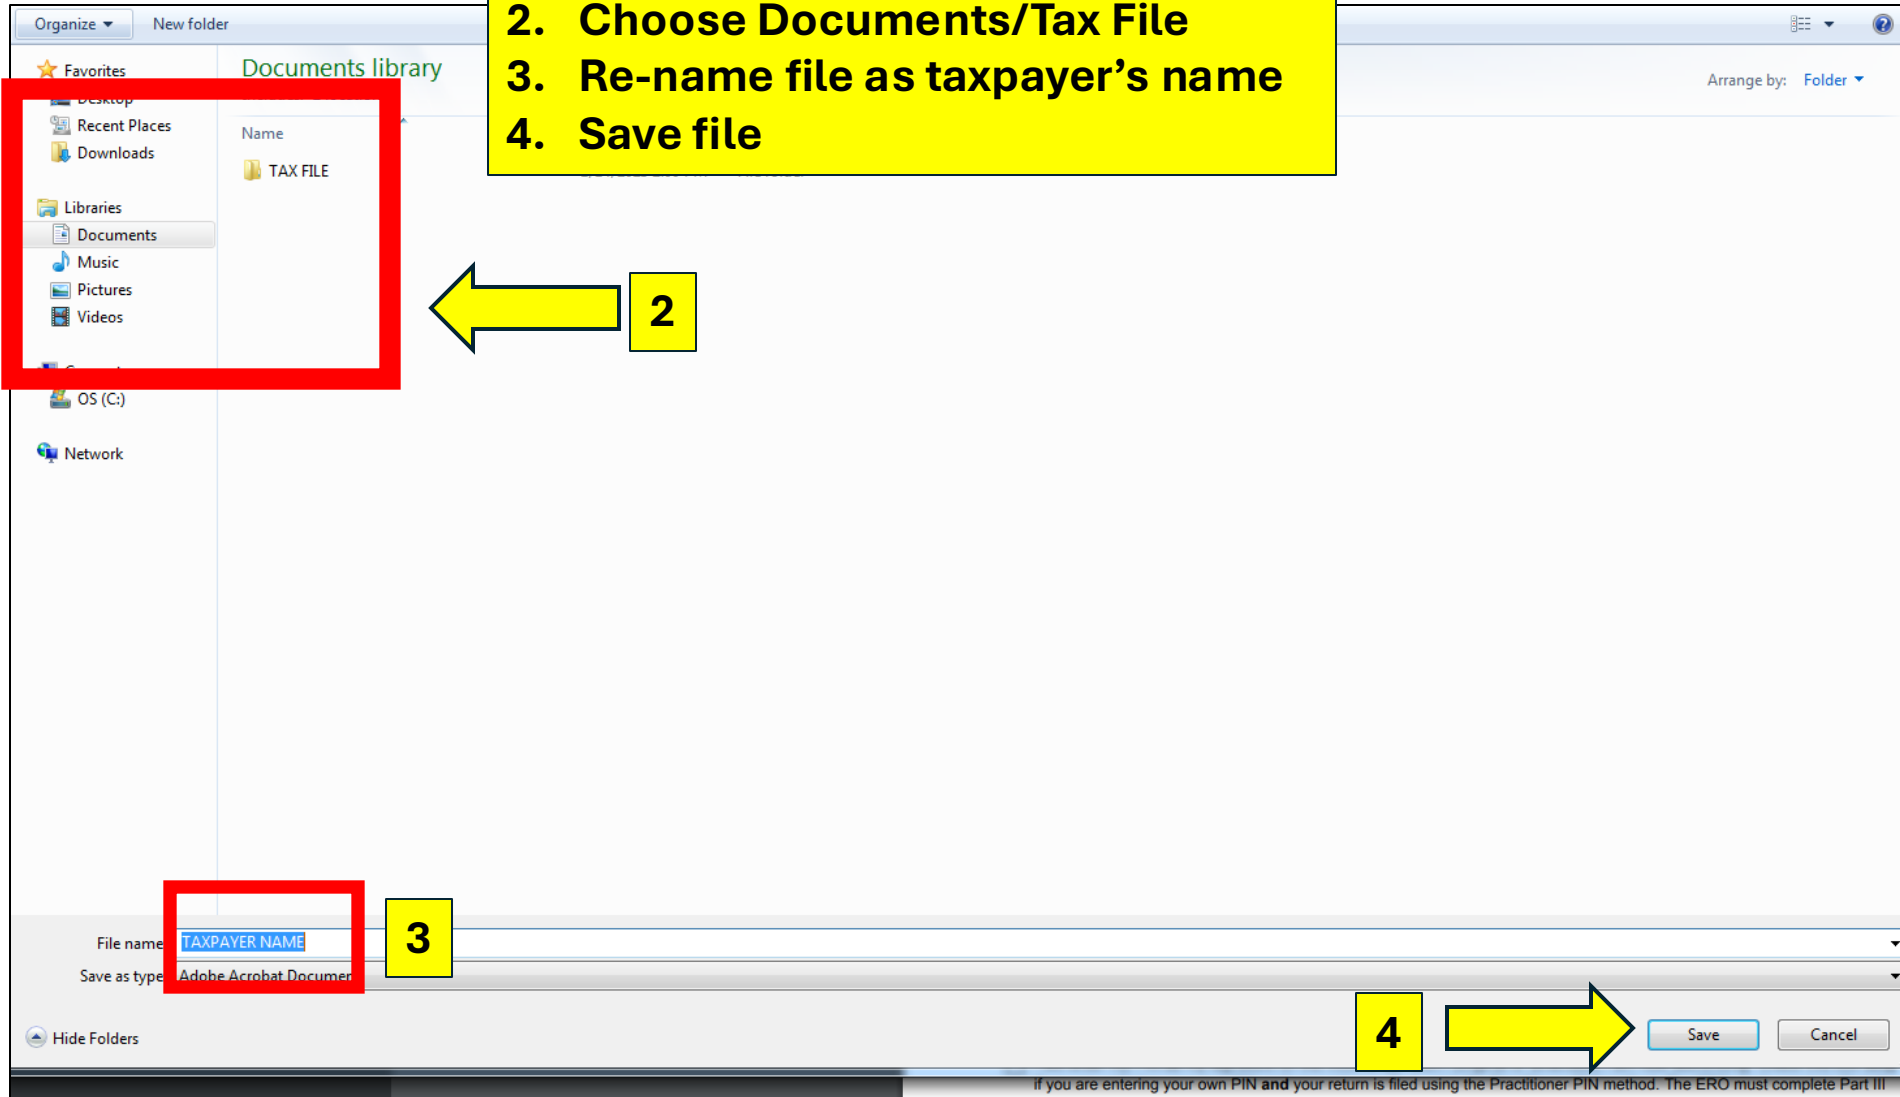 Organize
New folder
2. Choose Documents/Tax File
3. Re-name file as taxpayer's name
4. Save file
Favorites
Documents library
Arrange by: Folder
Desktop
Recent Places
Name
Downloads
TAX FILE
Libraries
Documents
Music
Pictures
2
Videos
OS (C:)
Network
3
File name
TAXPAYER NAME
Save as type
Adobe Acrobat Documen
4
Hide Folders
Save
Cancel
if you are entering your own PIN and your return is filed using the Practitioner PIN method. The ERO must complete Part III